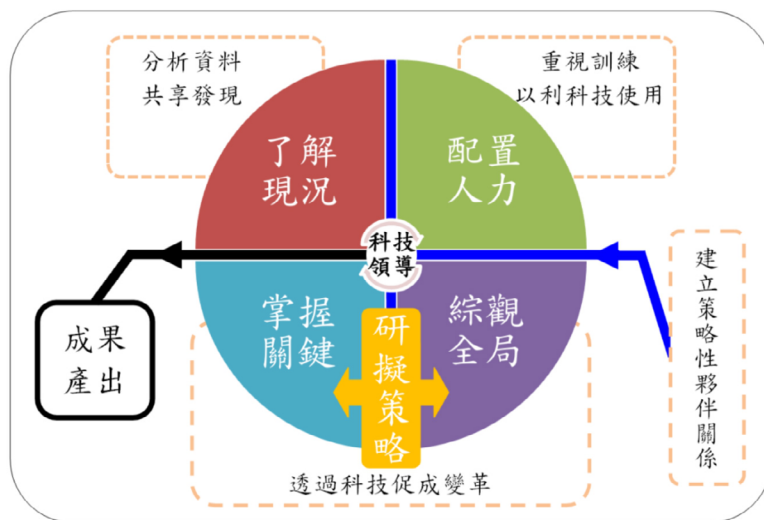 分析資料
共享發現
重視訓練
以利科技使用
了解
現況
配置
人力
科技
領導
掌握
關鍵
綜觀
全局
研擬策略
成果
產出
建立策略性夥伴關係
透過科技促成變革